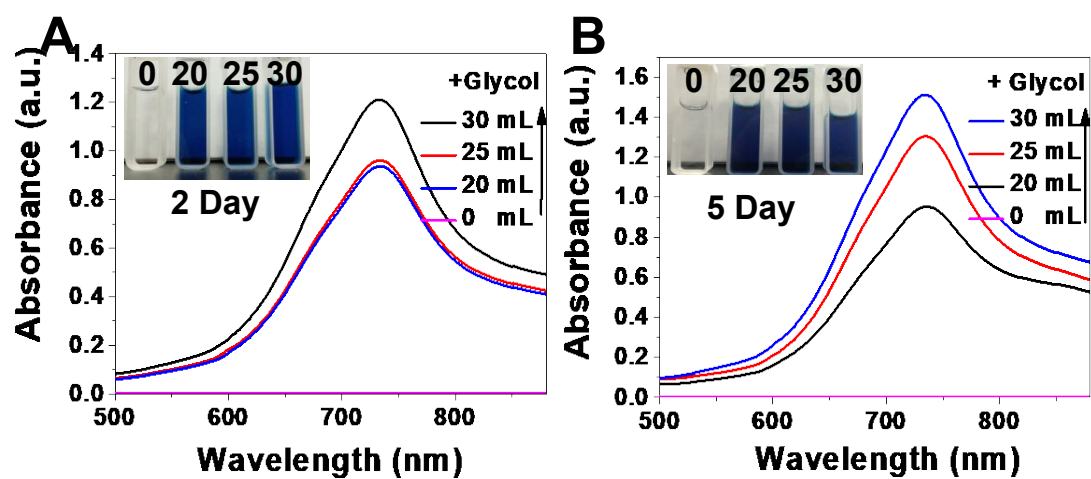 A
Absorbance (a.u.)
1.4
1.2
1.0
0.8
0.6
0.4
0.2
0.0
0 20 25 30
2 Day
+Glycol
30 mL
25 mL
20 mL
0 mL
500 600 700 800
Wavelength (nm)
B
Absorbance (a.u.)
1.6
1.4
1.2
1.0
0.8
0.6
0.4
0.2
0.0
0 20 25 30
5 Day
+ Glycol
30 mL
25 mL
20 mL
0 mL
500 600 700 800
Wavelength (nm)